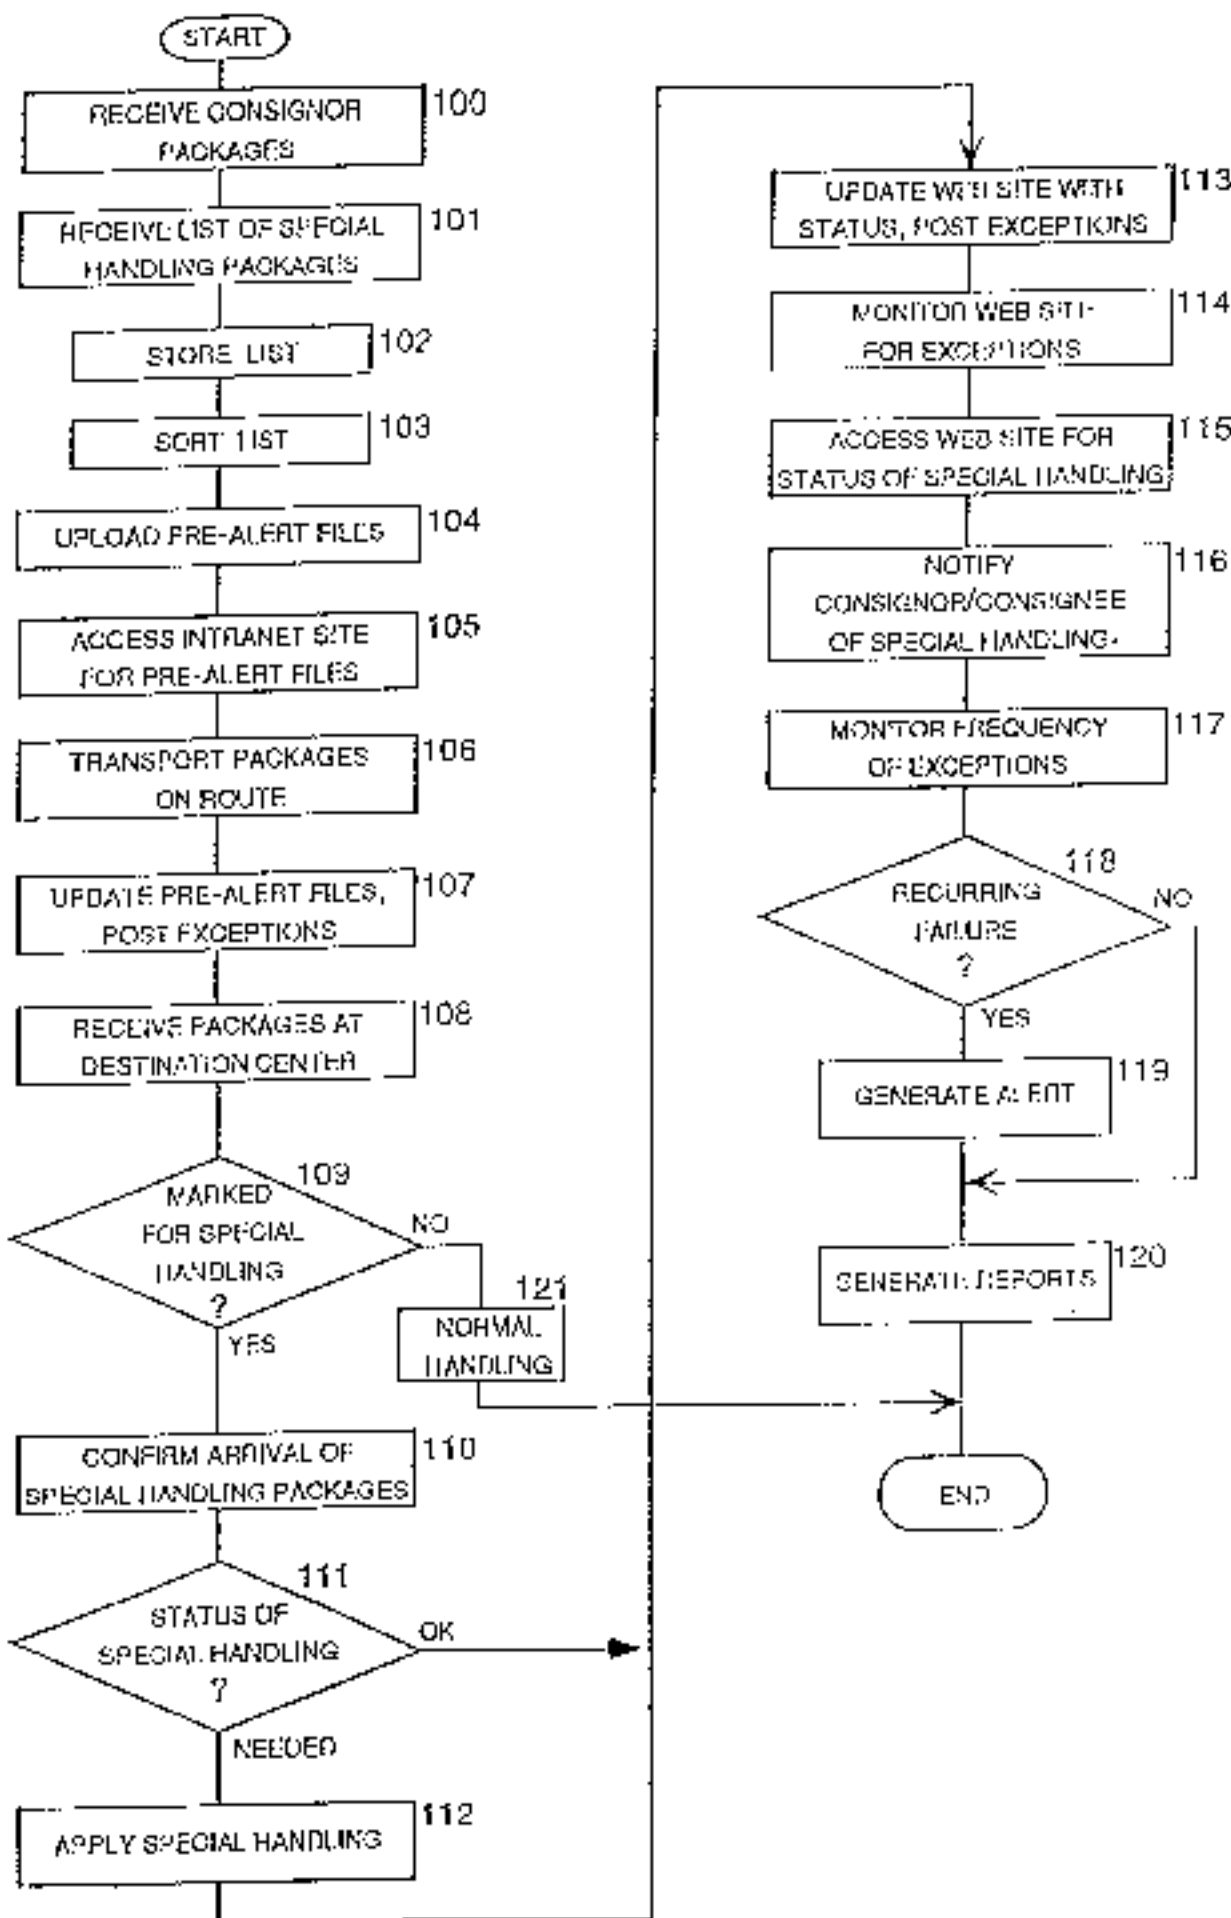 START
RECEIVE CONSIGNOR
PACKAGES
100
RECEIVE LIST OF SPECIAL
HANDLING PACKAGES
101
STORE LIST
102
SORT LIST
103
UPLOAD PRE-ALERT FILES
104
ACCESS INTRANET SITE
FOR PRE-ALERT FILES
105
TRANSPORT PACKAGES
ON ROUTE
106
UPDATE PRE-ALERT FILES,
POST EXCEPTIONS
107
RECEIVE PACKAGES AT
DESTINATION CENTER
108
109
MARKED
FOR SPECIAL
HANDLING
?
NO
YES
121
NORMAL
HANDLING
CONFIRM ARRIVAL OF
SPECIAL HANDLING PACKAGES
110
111
STATUS OF
SPECIAL HANDLING
?
OK
NEEDED
APPLY SPECIAL HANDLING
112
UPDATE WEB SITE WITH
STATUS, POST EXCEPTIONS
113
MONITOR WEB SITE
FOR EXCEPTIONS
114
ACCESS WEB SITE FOR
STATUS OF SPECIAL HANDLING
115
NOTIFY
CONSIGNOR/CONSIGNEE
OF SPECIAL HANDLING
116
MONITOR FREQUENCY
OF EXCEPTIONS
117
118
RECURRING
FAILURE
?
NO
YES
GENERATE ALERT
119
GENERATE REPORTS
120
END